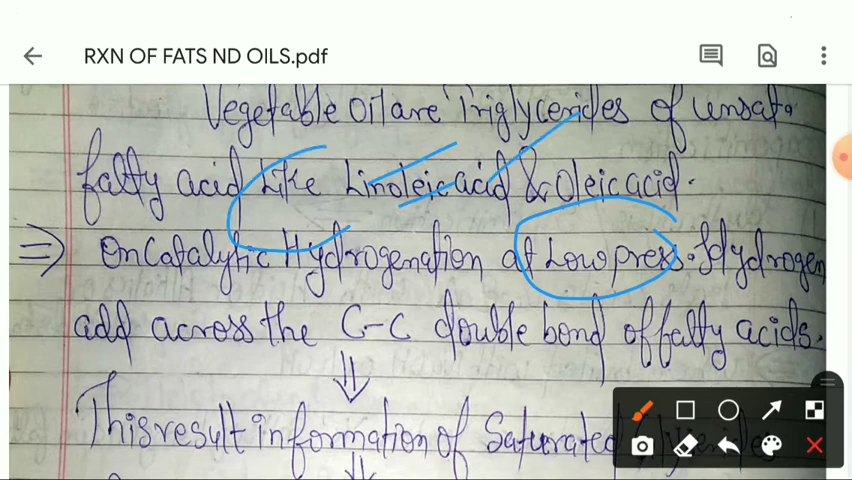 RXN OF FATS ND OILS.pdf
Vegetable Oil are Triglycerides of unsat.
fatty acid Like Linoleic acid & Oleic acid.
⇒ On Catalytic Hydrogenation at Low press. Hydrogen
add across the C-C double bond of fatty acids.
⇓
This result in formation of Saturated
⇓